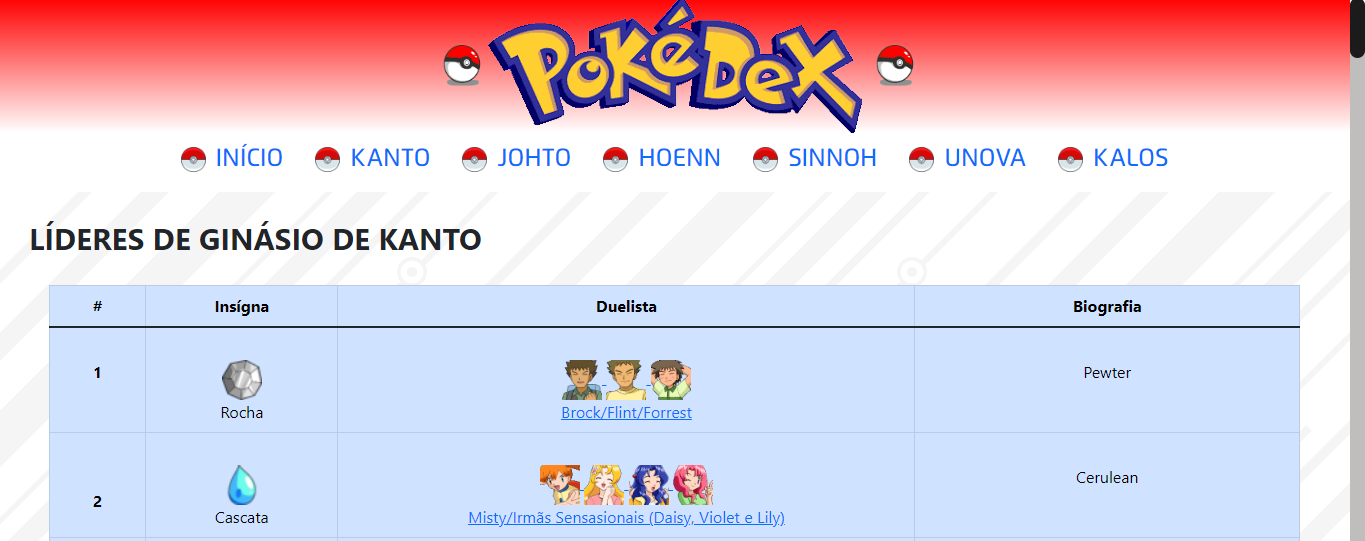 PokéDex
INÍCIO KANTO JOHTO HOENN SINNOH UNOVA KALOS
LÍDERES DE GINÁSIO DE KANTO
# Insígna Duelista Biografia
1 Rocha Brock/Flint/Forrest Pewter
2 Cascata Misty/Irmãs Sensasionais (Daisy, Violet e Lily) Cerulean